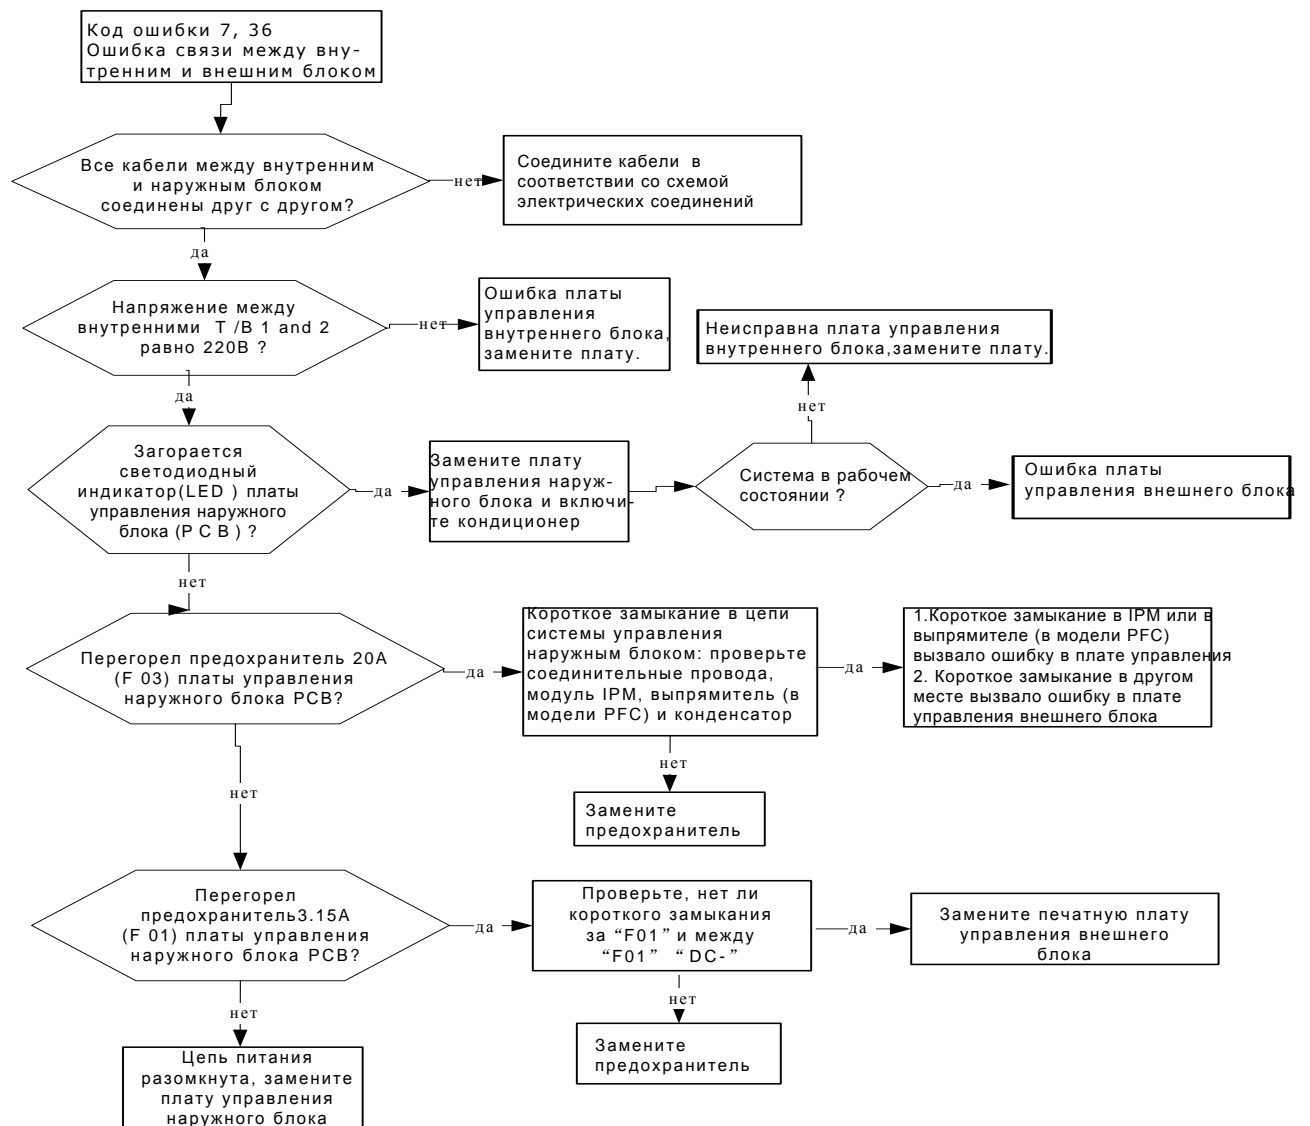 Код ошибки 7, 36
Ошибка связи между вну-
тренним и внешним блоком
Все кабели между внутренним
и наружным блоком
соединены друг с другом?
нет
Соедините кабели в
соответствии со схемой
электрических соединений
да
Напряжение между
внутренними T /B 1 and 2
равно 220В ?
нет
Ошибка платы
управления
внутреннего блока,
замените плату.
Неисправна плата управления
внутреннего блока,замените плату.
да
нет
Загорается
светодиодный
индикатор(LED ) платы
управления наружного
блока (P C B ) ?
да
Замените плату
управления наруж-
ного блока и включи-
те кондиционер
Система в рабочем
состоянии ?
да
Ошибка платы
управления внешнего блока
нет
Перегорел предохранитель 20А
(F 03) платы управления
наружного блока PCB?
да
Короткое замыкание в цепи
системы управления
наружным блоком: проверьте
соединительные провода,
модуль IPM, выпрямитель (в
модели PFC) и конденсатор
да
1.Короткое замыкание в IPM или в
выпрямителе (в модели PFC)
вызвало ошибку в плате управления
2. Короткое замыкание в другом
месте вызвало ошибку в плате
управления внешнего блока
нет
нет
Замените
предохранитель
Перегорел
предохранитель3.15А
(F 01) платы управления
наружного блока PCB?
да
Проверьте, нет ли
короткого замыкания
за “F01” и между
“F01” “ DC-”
да
Замените печатную плату
управления внешнего
блока
нет
нет
Замените
предохранитель
Цепь питания
разомкнута, замените
плату управления
наружного блока